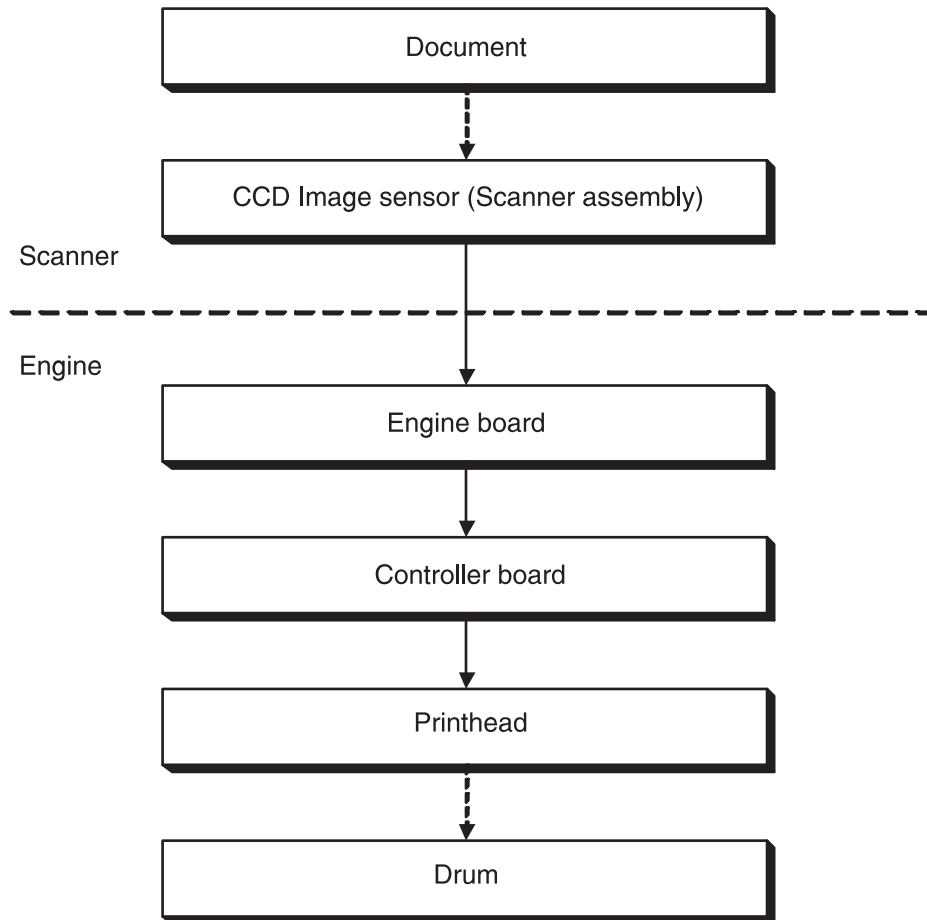 Document
CCD Image sensor (Scanner assembly)
Scanner
Engine
Engine board
Controller board
Printhead
Drum